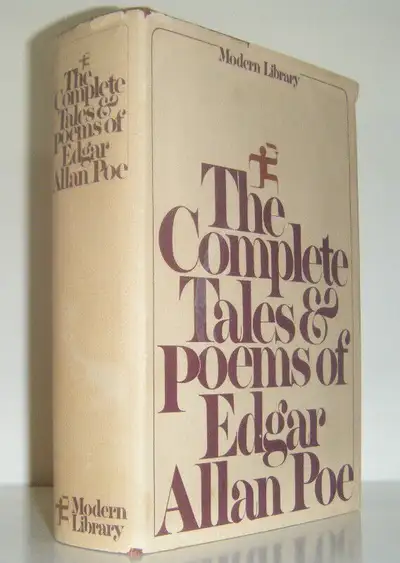 The
Complete
Tales &
Poems of
Edgar
Allan Poe
Modern
Library
Modern Library
The
Complete
Tales &
Poems of
Edgar
Allan Poe